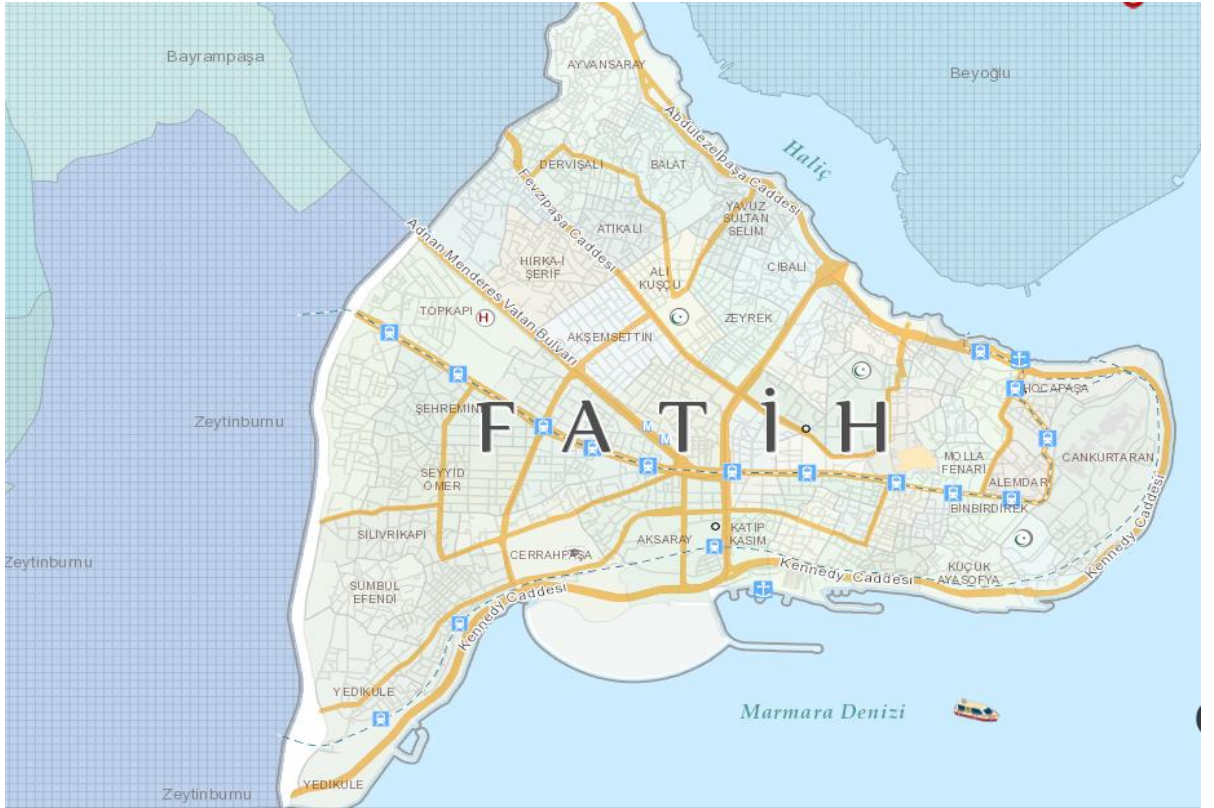 Bayrampaşa
AYVANSARAY
Beyoğlu
Abdülezelpaşa Caddesi
Haliç
DERVİŞALİ
BALAT
Fevzipaşa Caddesi
YAVUZ
SULTAN
SELİM
ATİKALİ
Adnan Menderes Vatan Bulvarı
HIRKA-İ
ŞERİF
ALİ
KUŞÇU
CİBALİ
TOPKAPI
H
ZEYREK
AKŞEMSETTİN
HOCAPAŞA
ŞEHREMİNİ
Zeytinburnu
FATİH
M
M
SEYYİD
ÖMER
MOLLA
FENARİ
CANKURTARAN
ALEMDAR
BİNBİRDİREK
SİLİVRİKAPI
AKSARAY
KATİP
KASIM
CERRAHPAŞA
Zeytinburnu
SÜMBÜL
EFENDİ
Kennedy Caddesi
Kennedy Caddesi
KÜÇÜK
AYASOFYA
Kennedy Caddesi
YEDİKULE
Marmara Denizi
YEDİKULE
Zeytinburnu